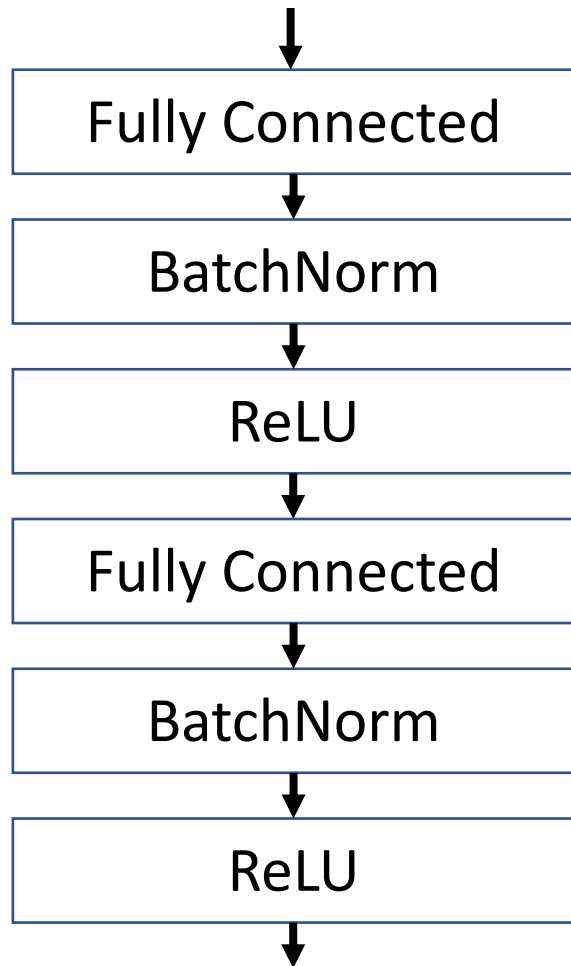 Fully Connected
BatchNorm
ReLU
Fully Connected
BatchNorm
ReLU